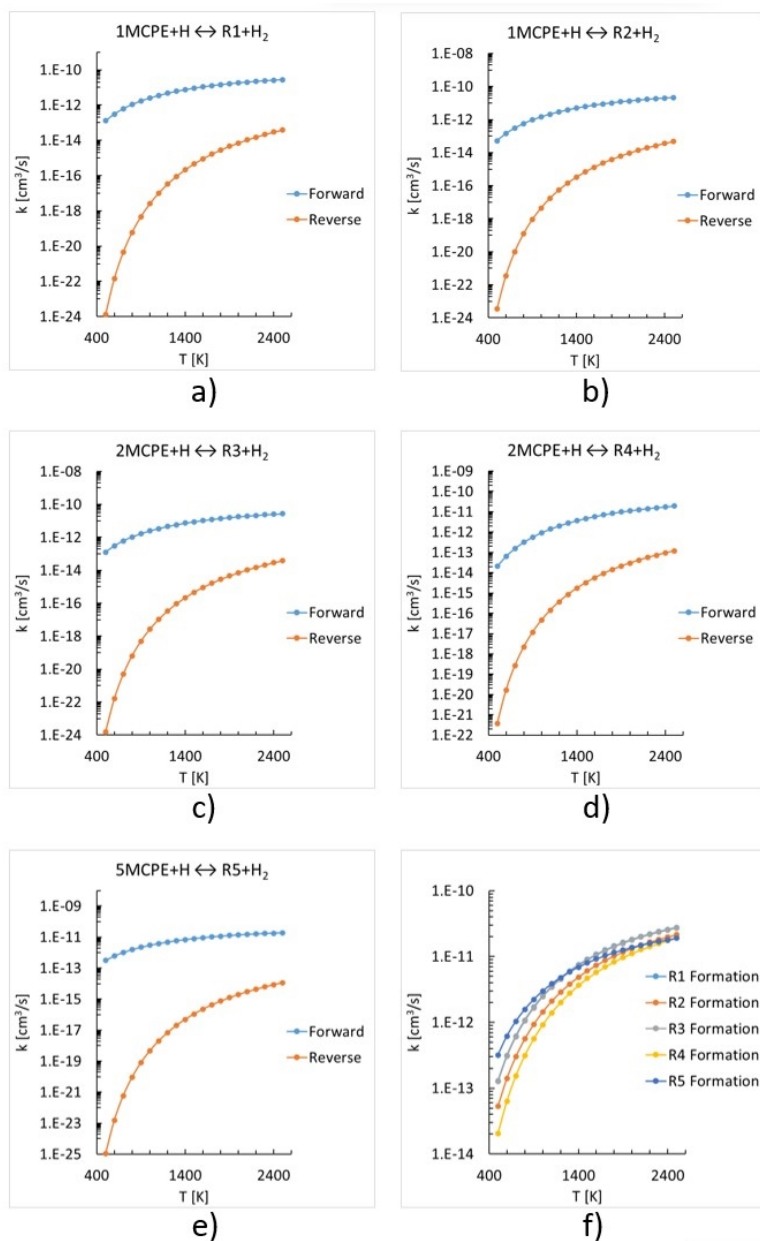 1MCPE+H ↔ R1+H₂
1.E-10
1.E-12
1.E-14
1.E-16
1.E-18
1.E-20
1.E-22
1.E-24
k [cm³/s]
Forward
Reverse
400
1400
2400
T [K]
a)
1MCPE+H ↔ R2+H₂
1.E-08
1.E-10
1.E-12
1.E-14
1.E-16
1.E-18
1.E-20
1.E-22
1.E-24
k [cm³/s]
Forward
Reverse
400
1400
2400
T [K]
b)
2MCPE+H ↔ R3+H₂
1.E-08
1.E-10
1.E-12
1.E-14
1.E-16
1.E-18
1.E-20
1.E-22
1.E-24
k [cm³/s]
Forward
Reverse
400
1400
2400
T [K]
c)
2MCPE+H ↔ R4+H₂
1.E-09
1.E-10
1.E-11
1.E-12
1.E-13
1.E-14
1.E-15
1.E-16
1.E-17
1.E-18
1.E-19
1.E-20
1.E-21
1.E-22
k [cm³/s]
Forward
Reverse
400
1400
2400
T [K]
d)
5MCPE+H ↔ R5+H₂
1.E-09
1.E-11
1.E-13
1.E-15
1.E-17
1.E-19
1.E-21
1.E-23
1.E-25
k [cm³/s]
Forward
Reverse
400
1400
2400
T [K]
e)
1.E-10
1.E-11
1.E-12
1.E-13
1.E-14
k [cm³/s]
R1 Formation
R2 Formation
R3 Formation
R4 Formation
R5 Formation
400
1400
2400
T [K]
f)